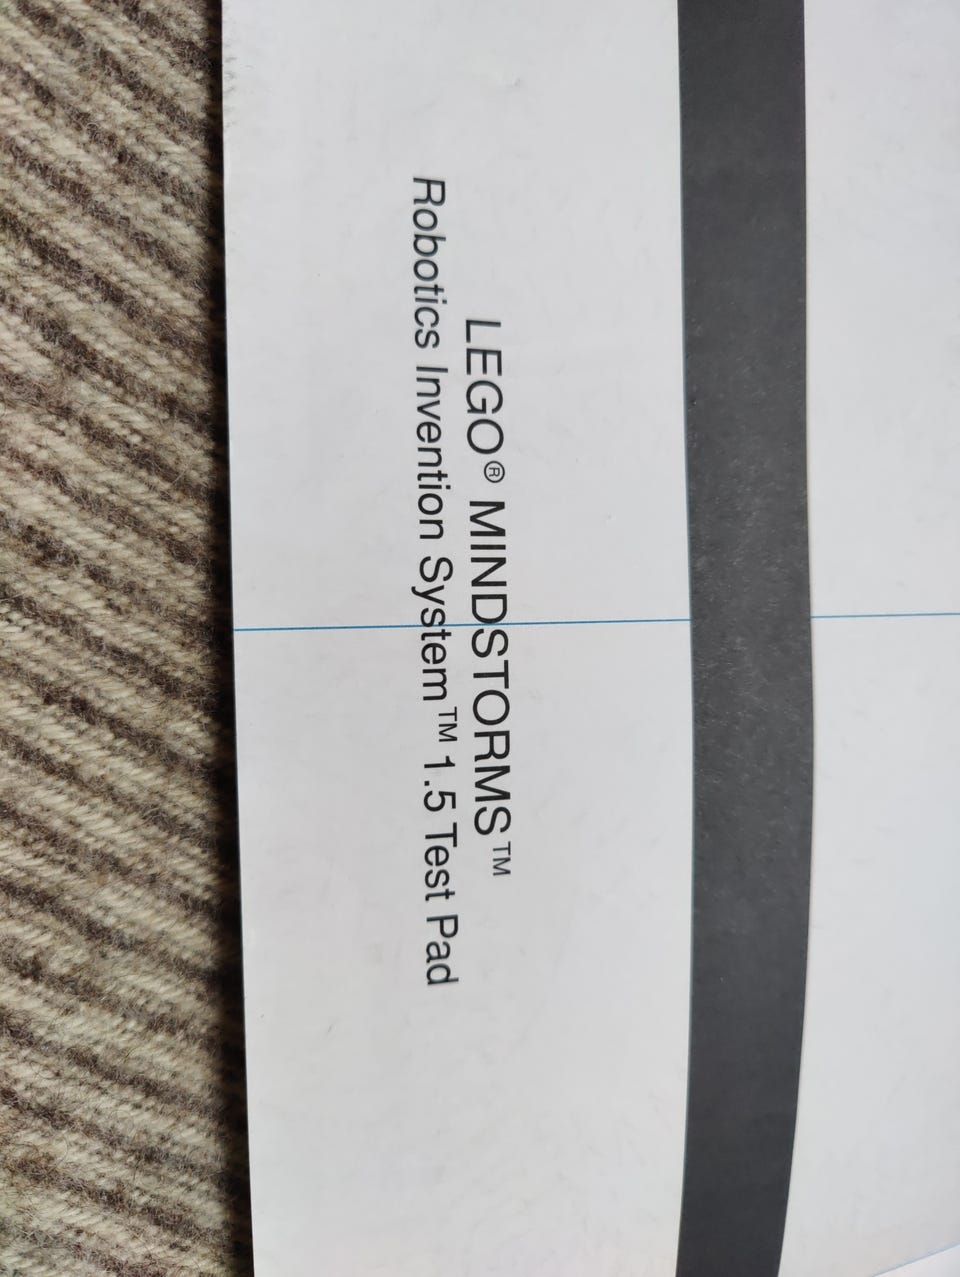 LEGO® MINDSTORMS™
Robotics Invention System™ 1.5 Test Pad